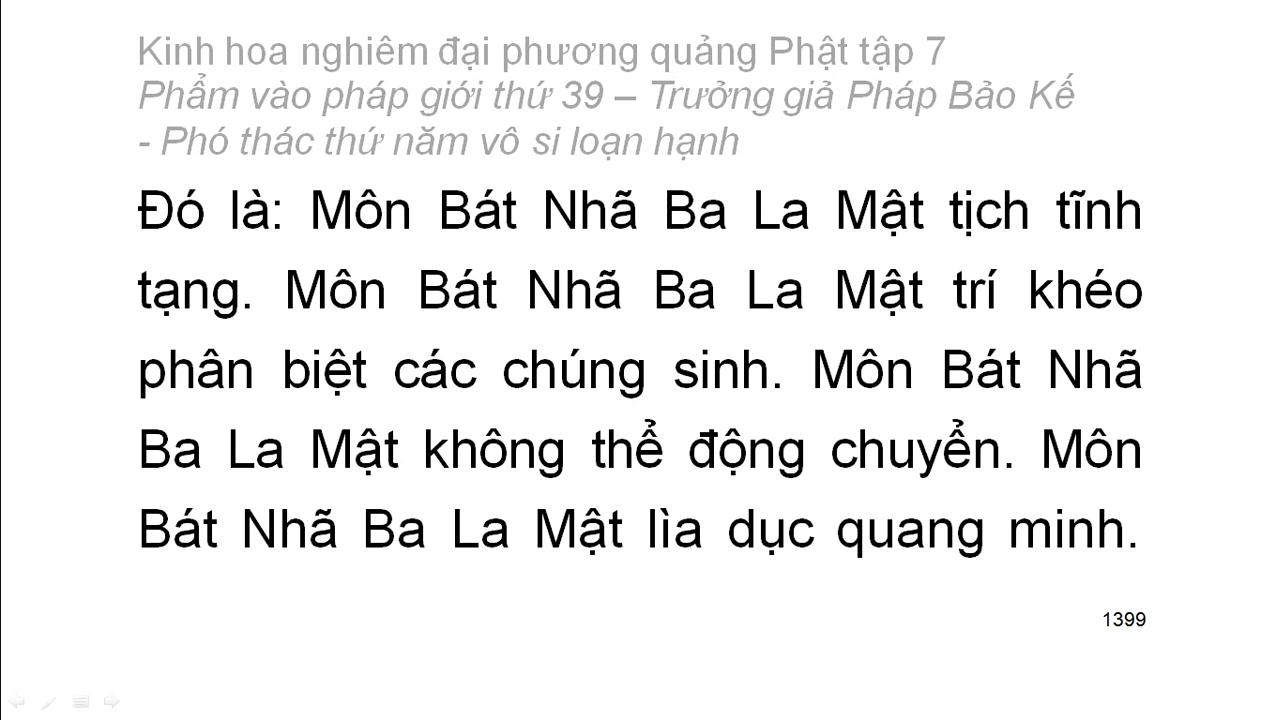 Kinh hoa nghiêm đại phương quảng Phật tập 7
Phẩm vào pháp giới thứ 39 – Trưởng giả Pháp Bảo Kế
- Phó thác thứ năm vô si loạn hạnh
Đó là: Môn Bát Nhã Ba La Mật tịch tĩnh
tạng. Môn Bát Nhã Ba La Mật trí khéo
phân biệt các chúng sinh. Môn Bát Nhã
Ba La Mật không thể động chuyển. Môn
Bát Nhã Ba La Mật lìa dục quang minh.
1399